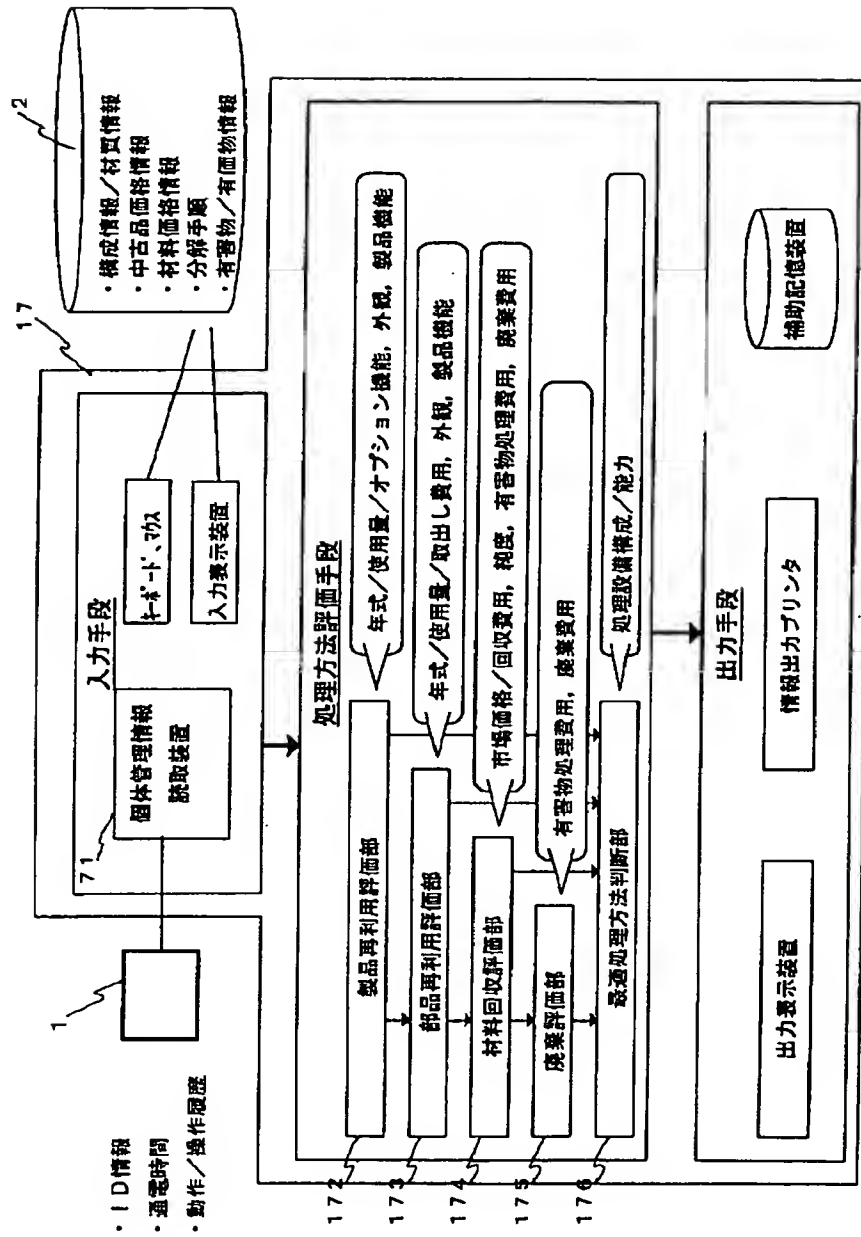 1
・ID情報
・通電時間
・動作／操作履歴
17
入力手段
71
個体管理情報
読取装置
ｷｰﾎﾞｰﾄﾞ、ﾏｳｽ
入力表示装置
2
・構成情報／材質情報
・中古品価格情報
・材料価格情報
・分解手順
・有害物／有価物情報
処理方法評価手段
172
製品再利用評価部
年式／使用量／オプション機能，外観，製品機能
173
部品再利用評価部
年式／使用量／取出し費用，外観，製品機能
174
材料回収評価部
市場価格／回収費用，純度，有害物処理費用，廃棄費用
175
廃棄評価部
有害物処理費用，廃棄費用
176
最適処理方法判断部
処理設備構成／能力
出力手段
出力表示装置
情報出力プリンタ
補助記憶装置